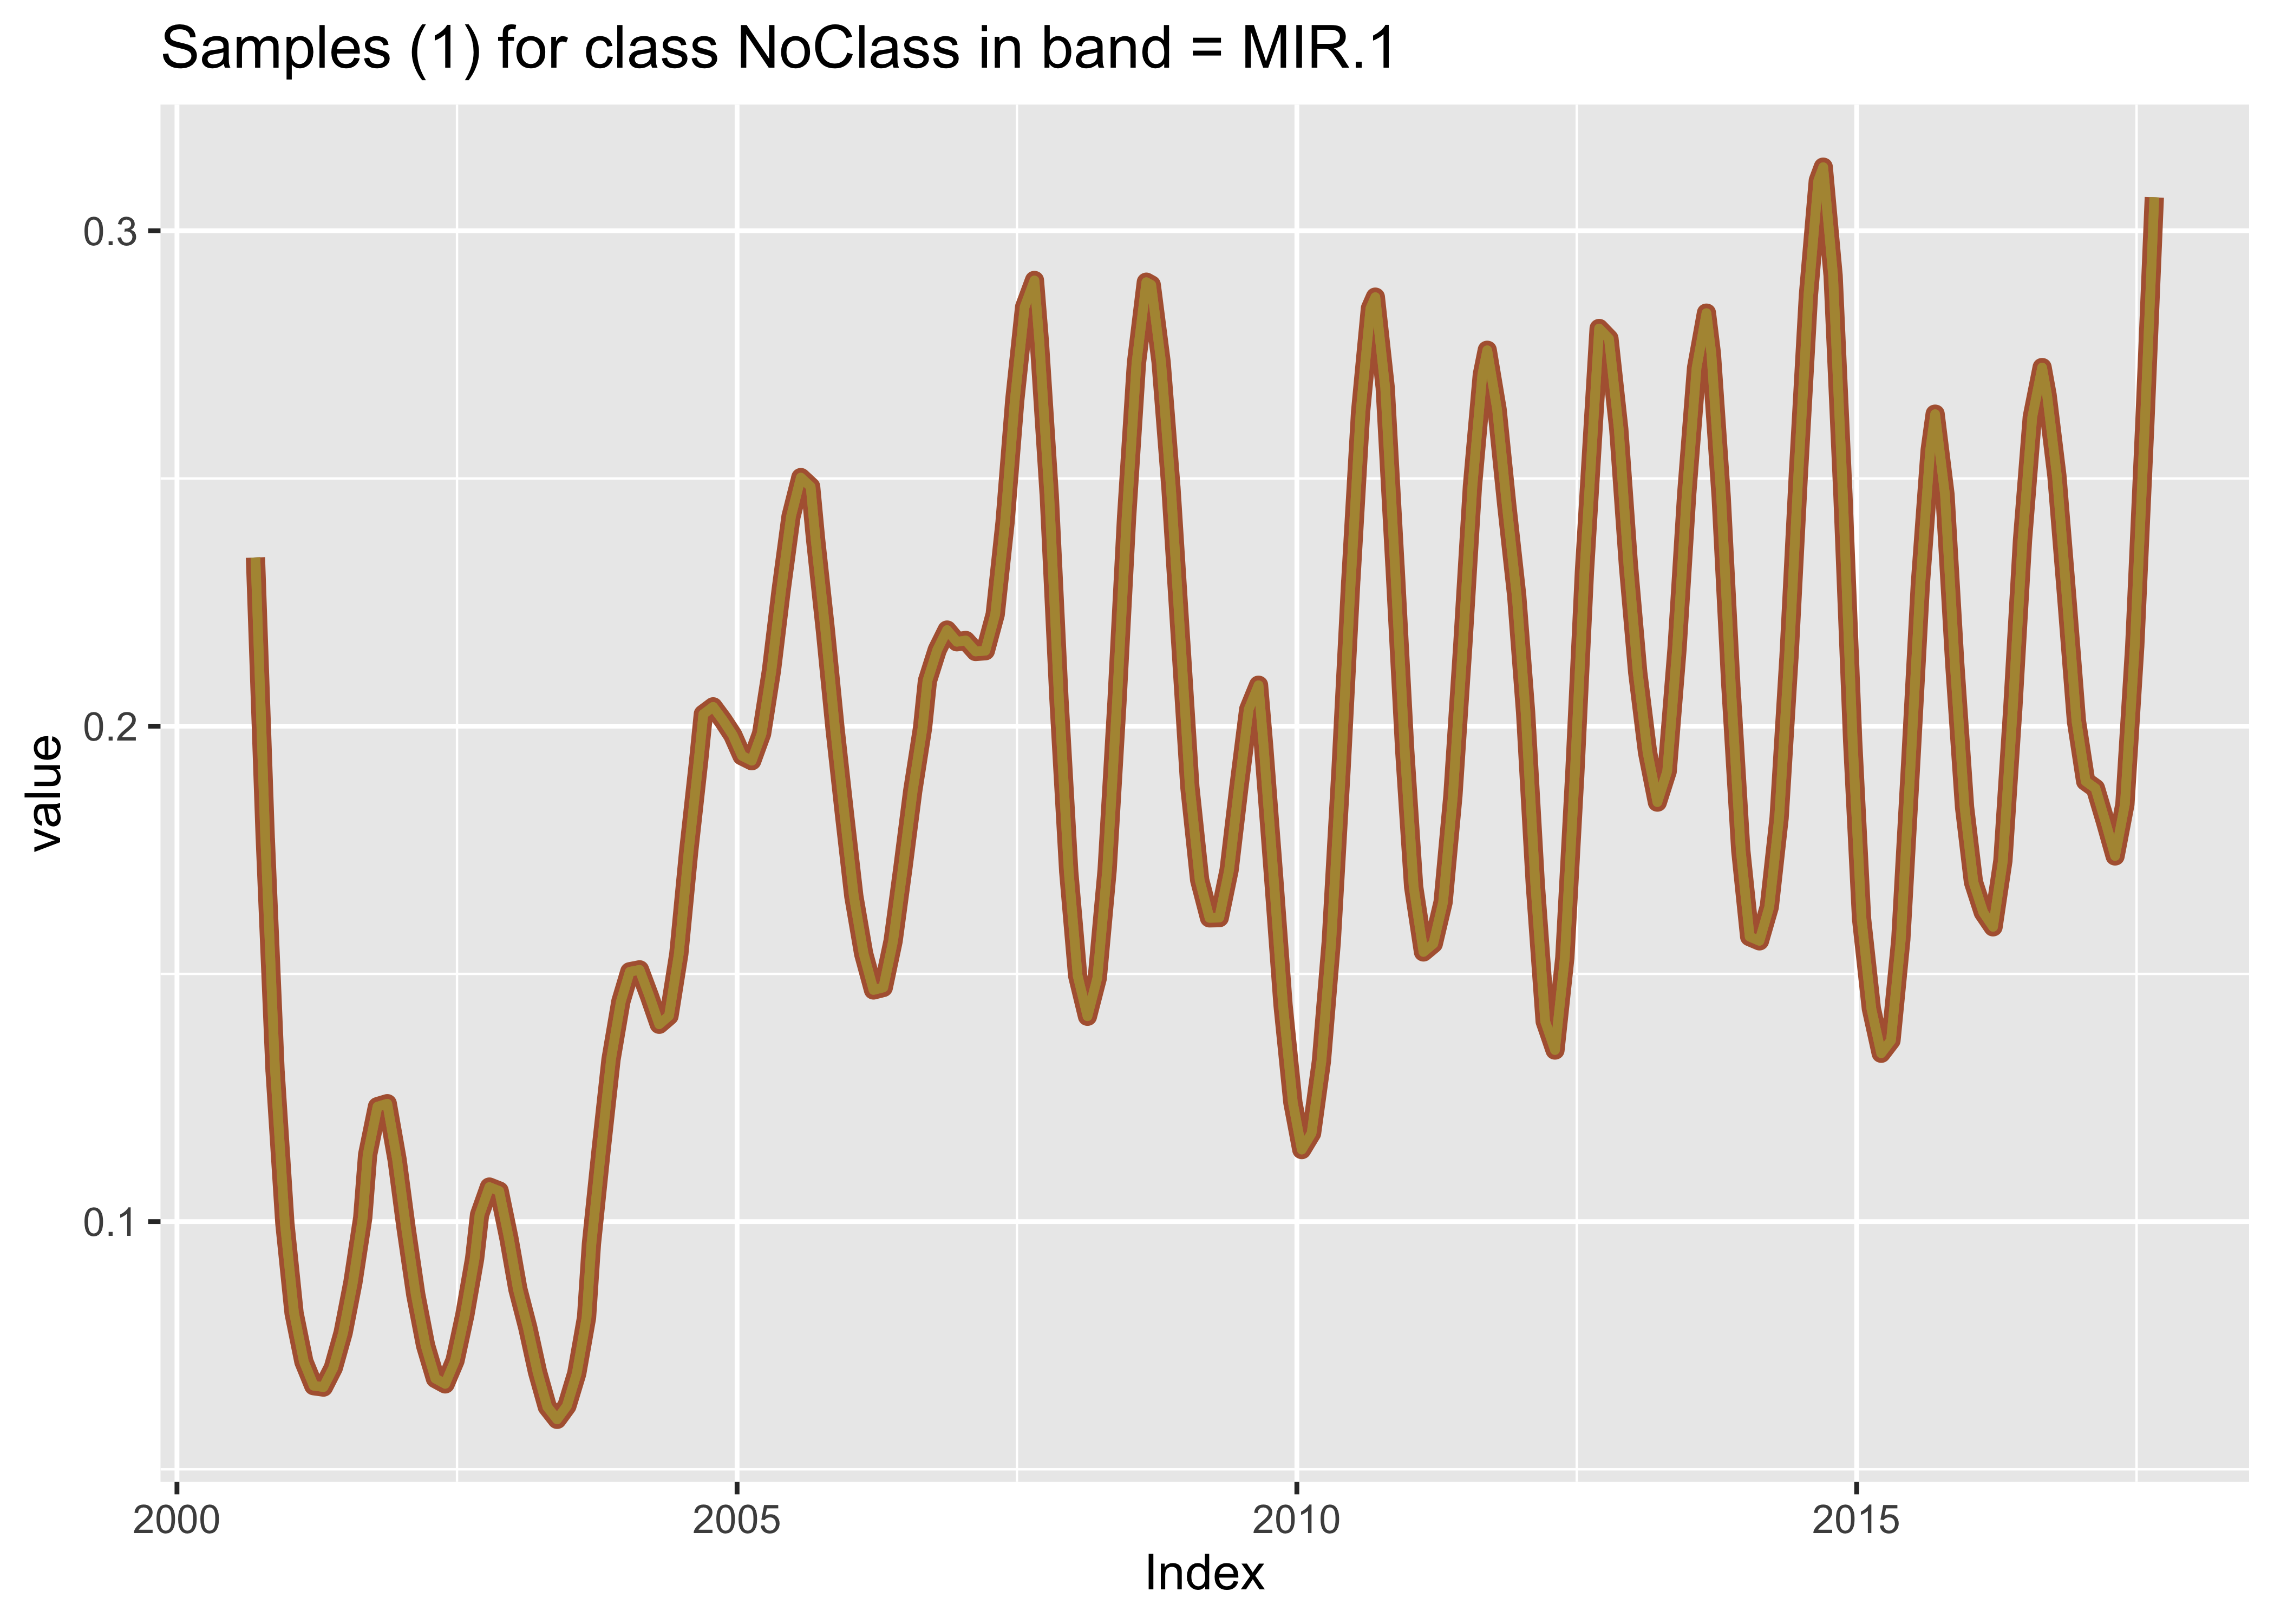 Samples (1) for class NoClass in band = MIR.1
0.3
0.2
0.1
value
2000 2005 2010 2015
Index